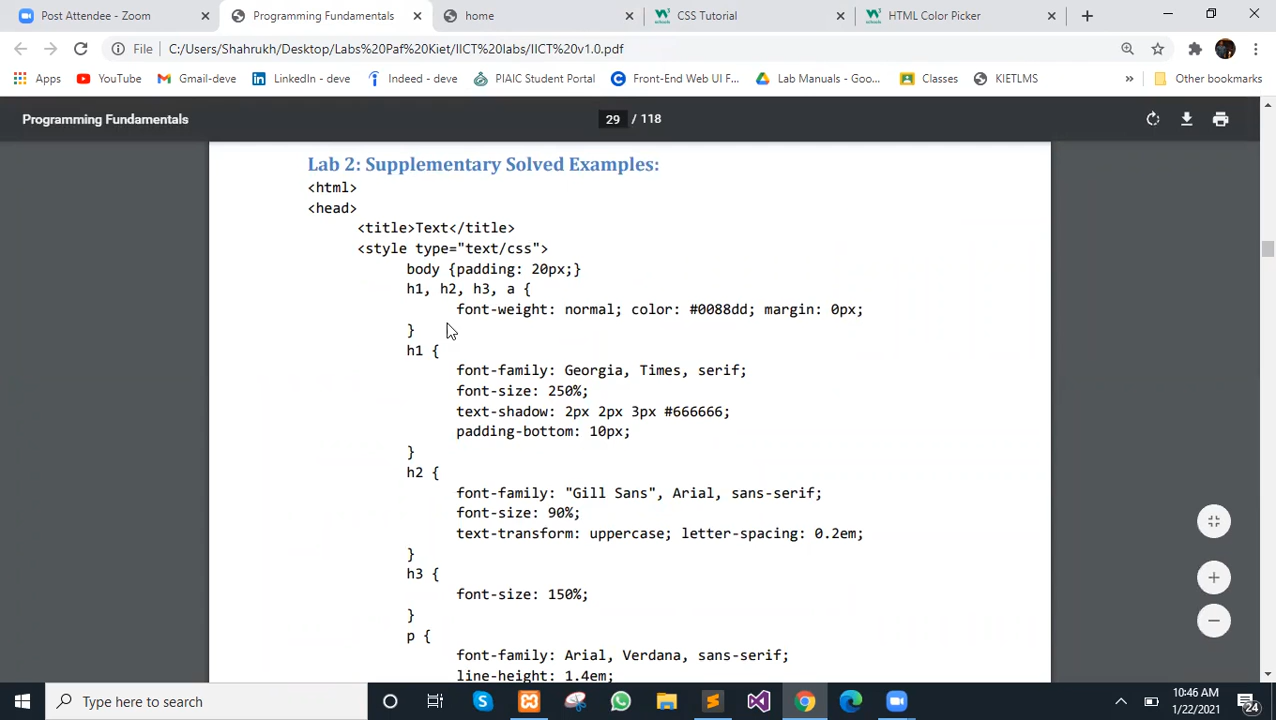 Post Attendee - Zoom
Programming Fundamentals
home
CSS Tutorial
HTML Color Picker
File
C:/Users/Shahrukh/Desktop/Labs%20Paf%20Kiet/IICT%20labs/IICT%20v1.0.pdf
Apps
YouTube
Gmail-deve
LinkedIn - deve
Indeed - deve
PIAIC Student Portal
Front-End Web UI F...
Lab Manuals - Goo...
Classes
KIETLMS
»
Other bookmarks
Programming Fundamentals
29 / 118
Lab 2: Supplementary Solved Examples:
<html>
<head>
<title>Text</title>
<style type="text/css">
body {padding: 20px;}
h1, h2, h3, a {
font-weight: normal; color: #0088dd; margin: 0px;
}
h1 {
font-family: Georgia, Times, serif;
font-size: 250%;
text-shadow: 2px 2px 3px #666666;
padding-bottom: 10px;
}
h2 {
font-family: "Gill Sans", Arial, sans-serif;
font-size: 90%;
text-transform: uppercase; letter-spacing: 0.2em;
}
h3 {
font-size: 150%;
}
p {
font-family: Arial, Verdana, sans-serif;
line-height: 1.4em;
Type here to search
10:46 AM
1/22/2021
24